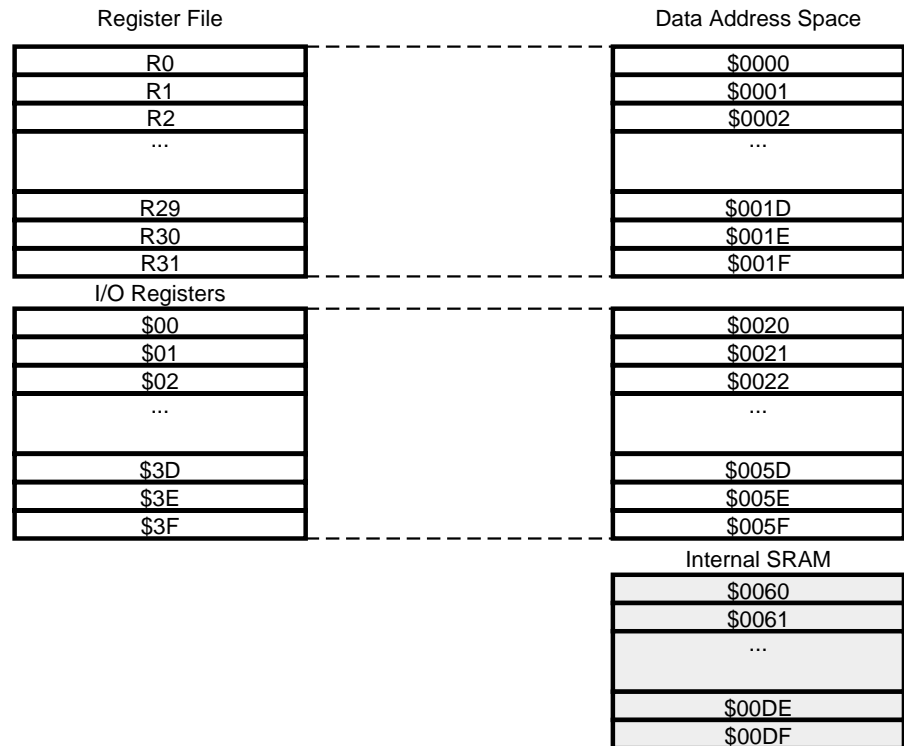 Register File
Data Address Space
R0
$0000
R1
$0001
R2
$0002
...
...
R29
$001D
R30
$001E
R31
$001F
I/O Registers
$00
$0020
$01
$0021
$02
$0022
...
...
$3D
$005D
$3E
$005E
$3F
$005F
Internal SRAM
$0060
$0061
...
$00DE
$00DF